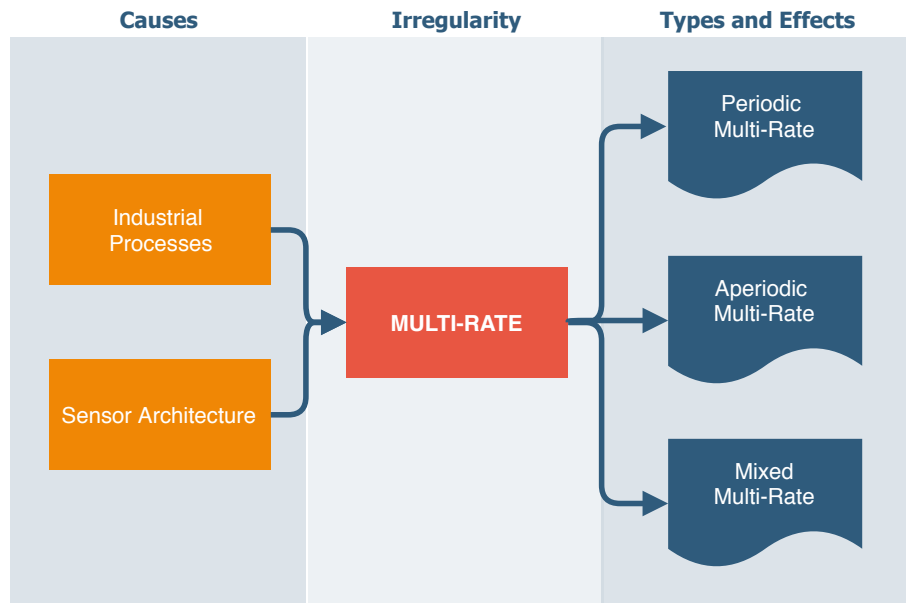 Causes
Irregularity
Types and Effects
Industrial
Processes
Sensor Architecture
MULTI-RATE
Periodic
Multi-Rate
Aperiodic
Multi-Rate
Mixed
Multi-Rate